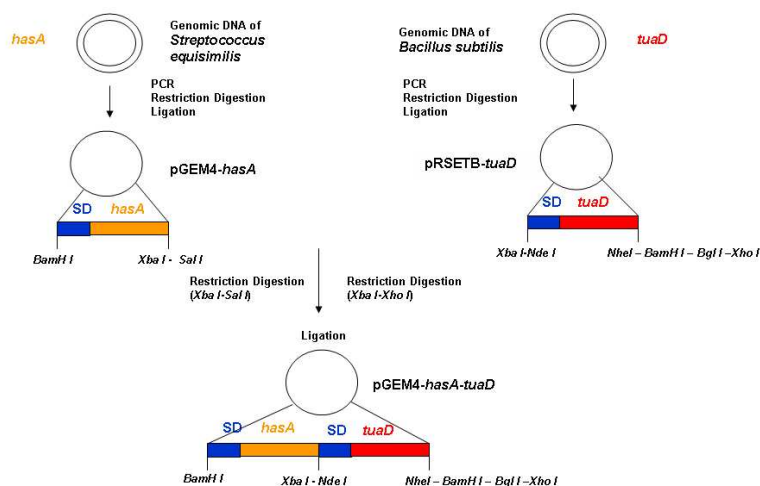 hasA
Genomic DNA of
Streptococcus
equisimilis
PCR
Restriction Digestion
Ligation
pGEM4-hasA
SD hasA
BamH I
Xba I - Sal I
Genomic DNA of
Bacillus subtilis
tuaD
PCR
Restriction Digestion
Ligation
pRSETB-tuaD
SD tuaD
Xba I-Nde I
NheI – BamH I – Bgl I –Xho I
Restriction Digestion
(Xba I-Sal I)
Restriction Digestion
(Xba I-Xho I)
Ligation
pGEM4-hasA-tuaD
SD hasA SD tuaD
BamH I
Xba I - Nde I
NheI – BamH I – Bgl I –Xho I